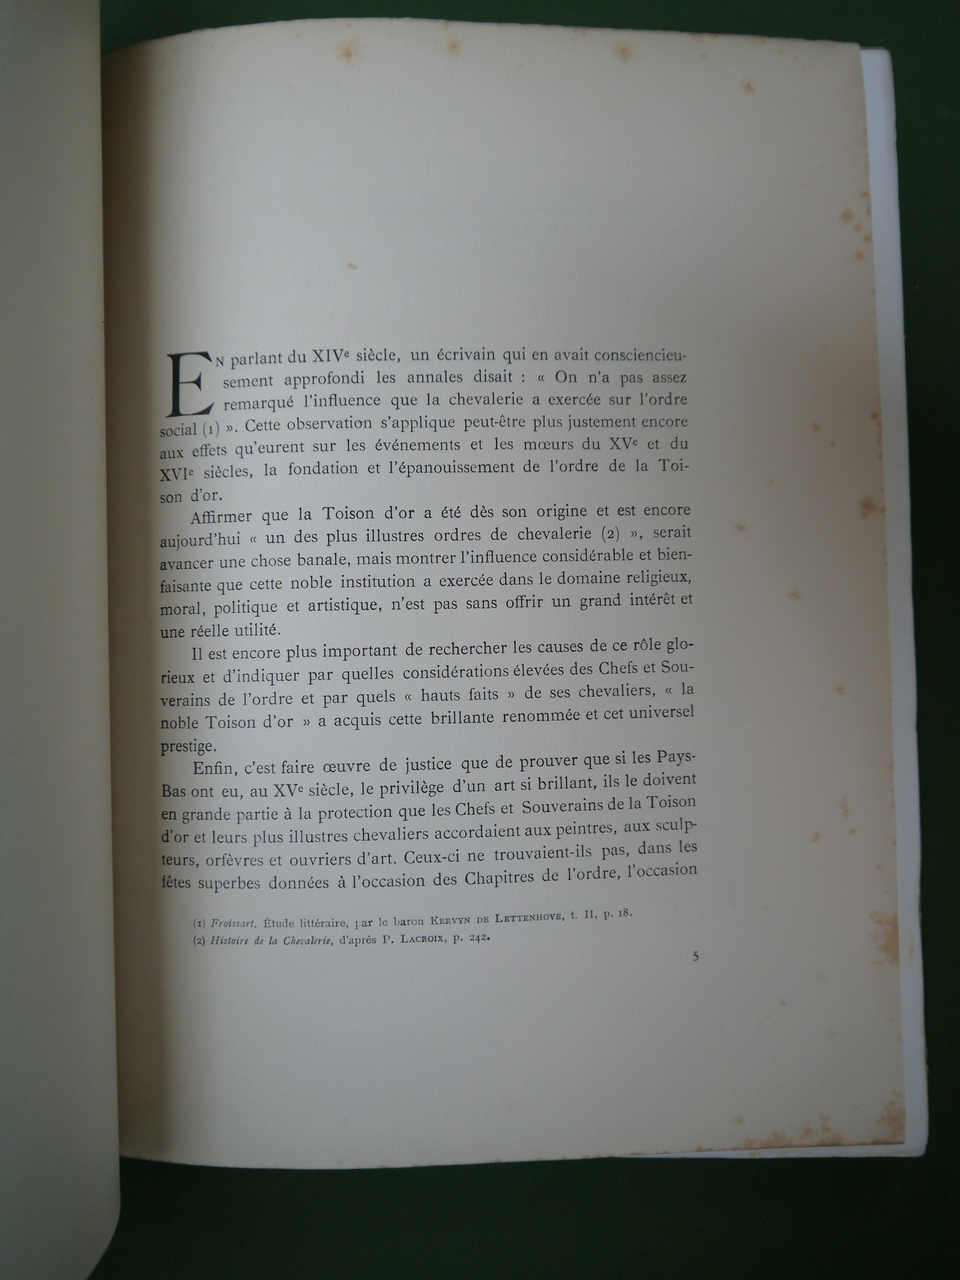 EN parlant du XIVe siècle, un écrivain qui en avait consciencieu-
sement approfondi les annales disait : « On n'a pas assez
remarqué l'influence que la chevalerie a exercée sur l'ordre
social (1) ». Cette observation s'applique peut-être plus justement encore
aux effets qu'eurent sur les événements et les mœurs du XVe et du
XVIe siècles, la fondation et l'épanouissement de l'ordre de la Toi-
son d'or.
Affirmer que la Toison d'or a été dès son origine et est encore
aujourd'hui « un des plus illustres ordres de chevalerie (2) », serait
avancer une chose banale, mais montrer l'influence considérable et bien-
faisante que cette noble institution a exercée dans le domaine religieux,
moral, politique et artistique, n'est pas sans offrir un grand intérêt et
une réelle utilité.
Il est encore plus important de rechercher les causes de ce rôle glo-
rieux et d'indiquer par quelles considérations élevées des Chefs et Sou-
verains de l'ordre et par quels « hauts faits » de ses chevaliers, « la
noble Toison d'or » a acquis cette brillante renommée et cet universel
prestige.
Enfin, c'est faire œuvre de justice que de prouver que si les Pays-
Bas ont eu, au XVe siècle, le privilège d'un art si brillant, ils le doivent
en grande partie à la protection que les Chefs et Souverains de la Toison
d'or et leurs plus illustres chevaliers accordaient aux peintres, aux sculp-
teurs, orfèvres et ouvriers d'art. Ceux-ci ne trouvaient-ils pas, dans les
fêtes superbes données à l'occasion des Chapitres de l'ordre, l'occasion
(1) Froissart, Étude littéraire, par le baron KERVYN DE LETTENHOVE, t. II, p. 18.
(2) Histoire de la Chevalerie, d'après P. LACROIX, p. 242.
5